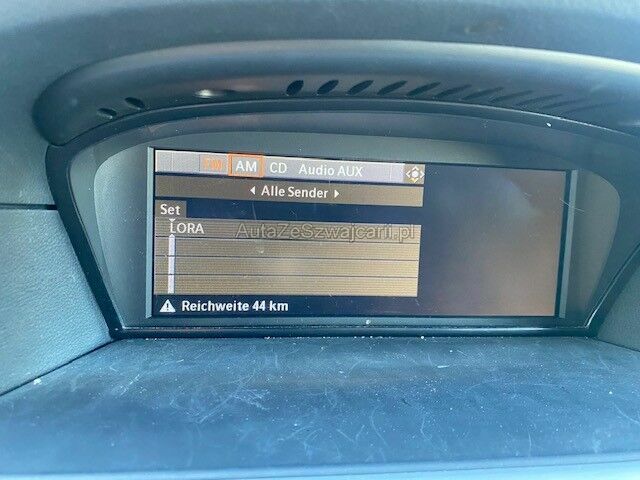 FM AM CD Audio AUX
Alle Sender
Set
LORA
AutaZeSzwajcarii.pl
Reichweite 44 km